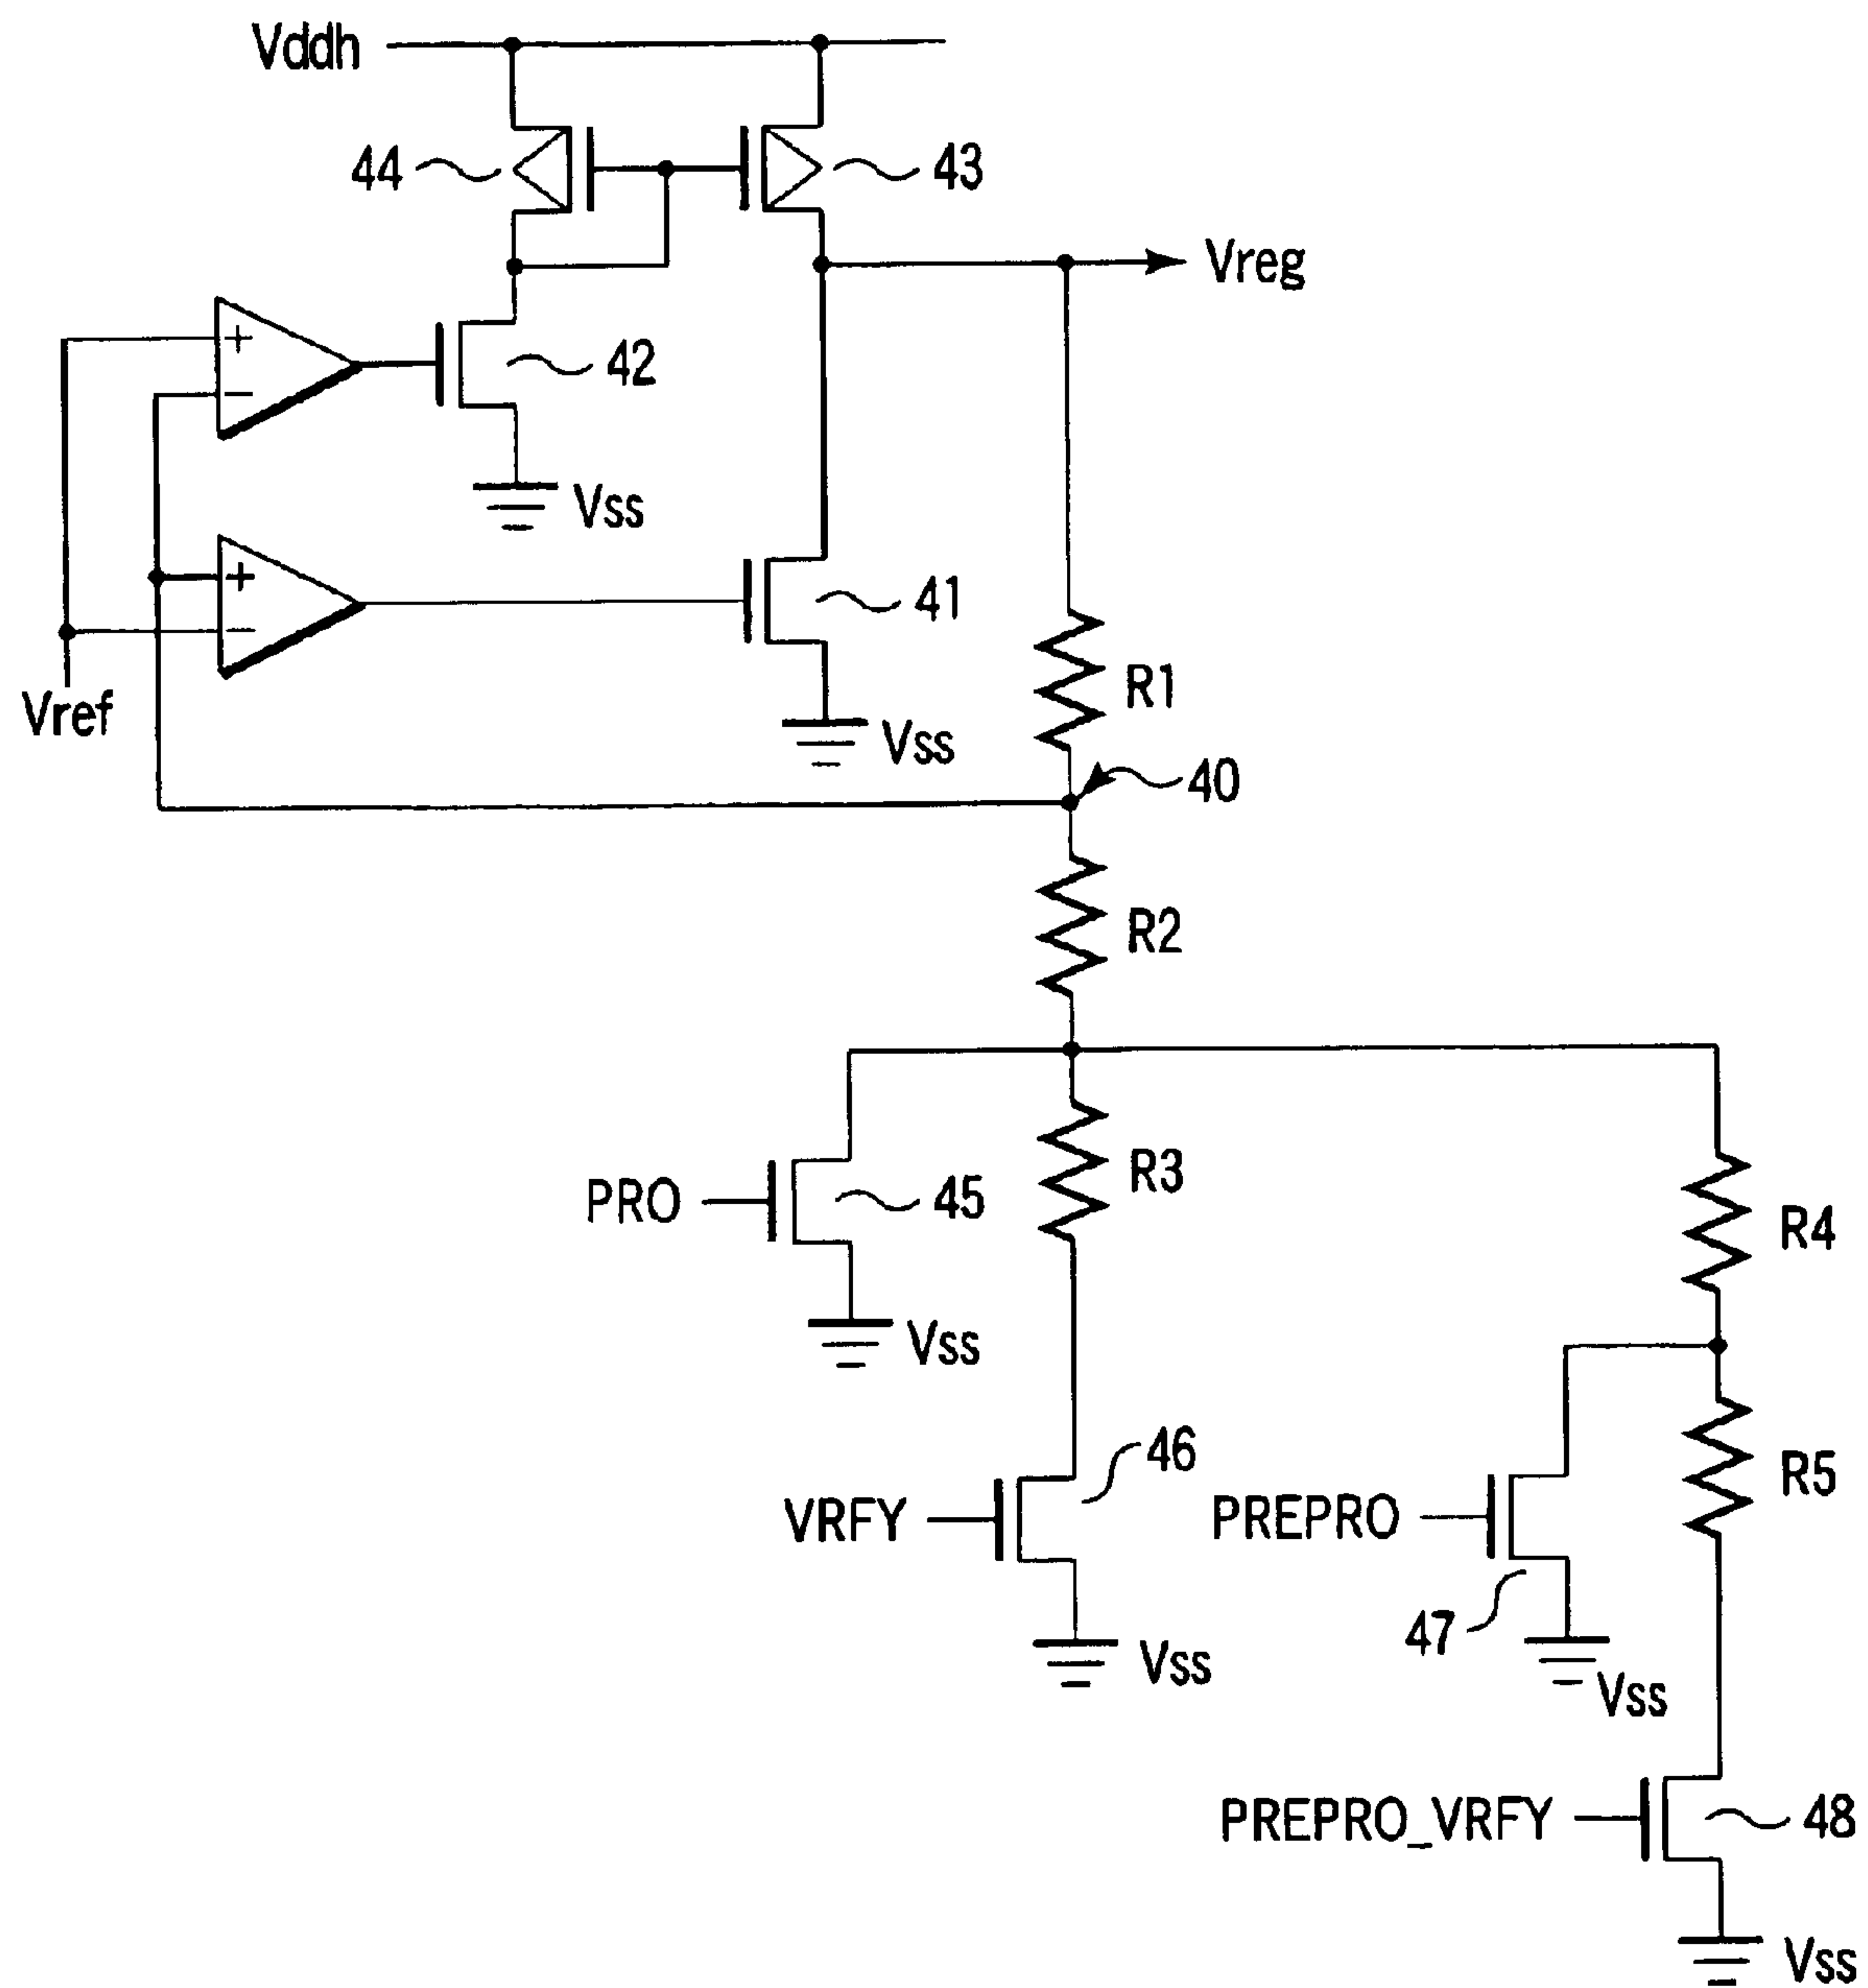 Vddh
44
43
Vreg
+
−
42
Vss
+
−
41
R1
Vref
Vss
40
R2
PRO
45
R3
R4
Vss
46
VRFY
PREPRO
R5
47
Vss
Vss
PREPRO_VRFY
48
Vss